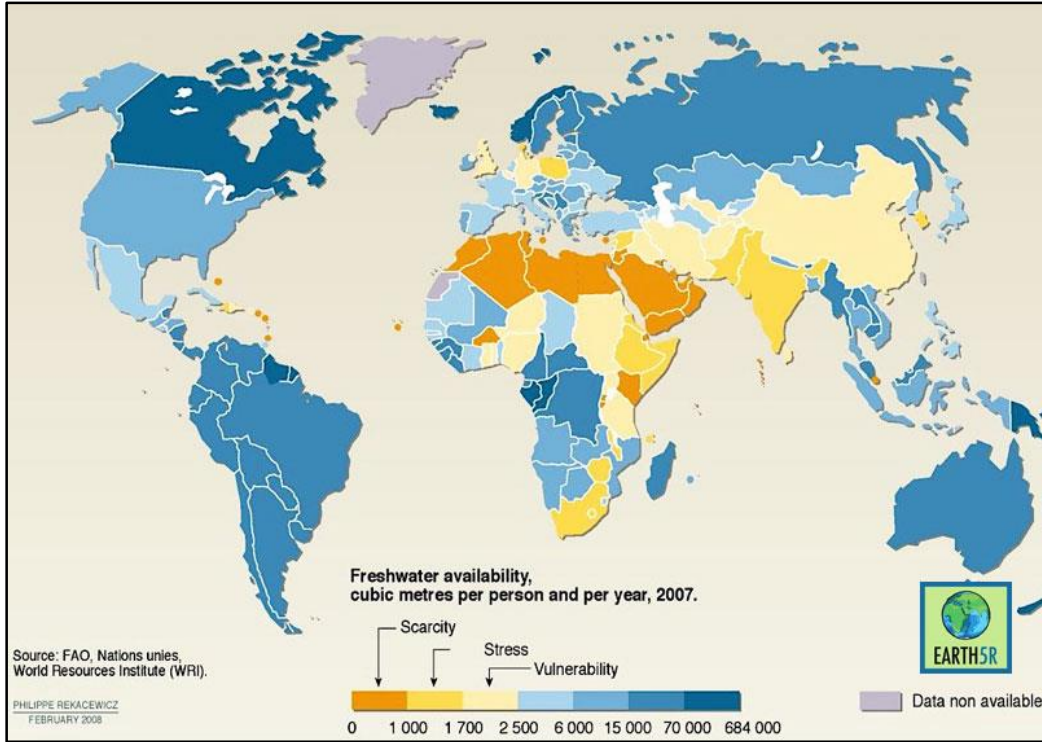 Freshwater availability,
cubic metres per person and per year, 2007.
Scarcity
Stress
Vulnerability
0 1 000 1 700 2 500 6 000 15 000 70 000 684 000
Data non available
Source: FAO, Nations unies,
World Resources Institute (WRI).
PHILIPPE REKACEWICZ
FEBRUARY 2008
EARTH5R